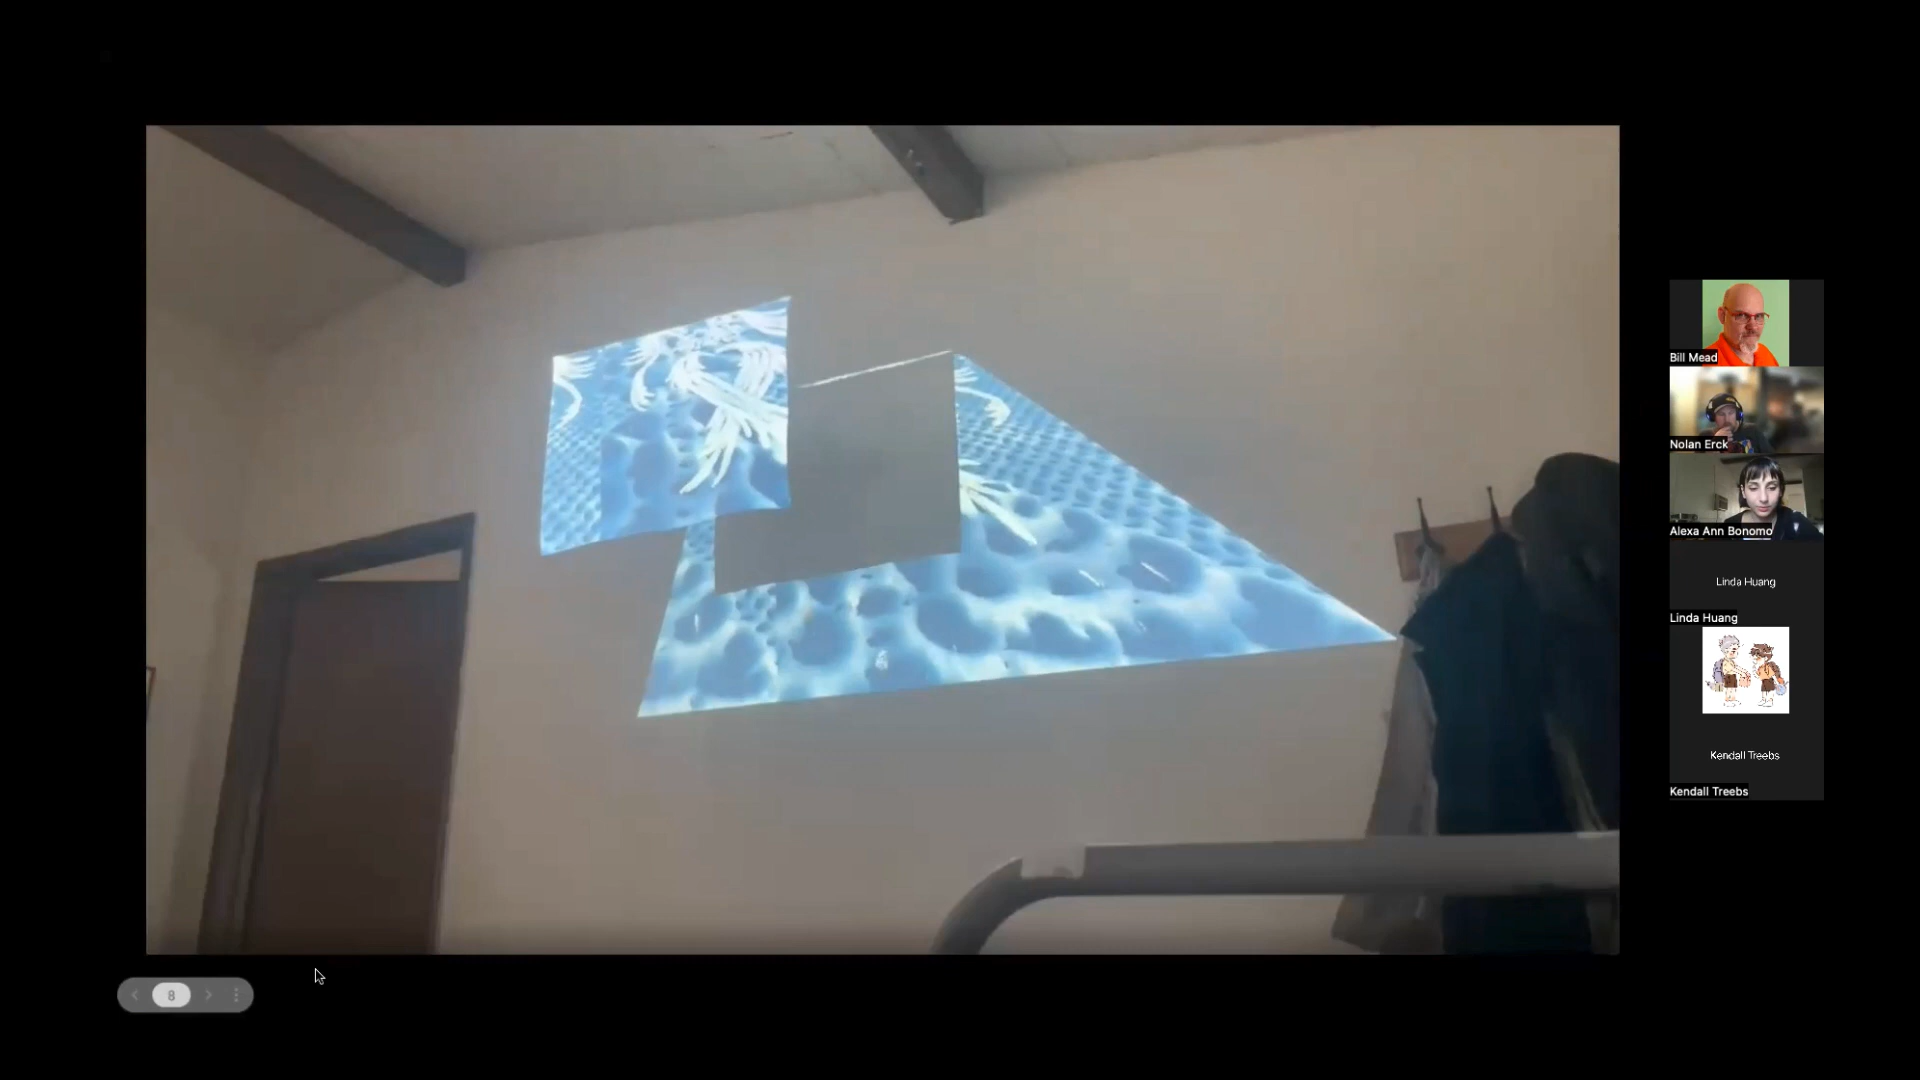 Bill Mead
Nolan Erck
Alexa Ann Bonomo
Linda Huang
Linda Huang
Kendall Treebs
Kendall Treebs
8